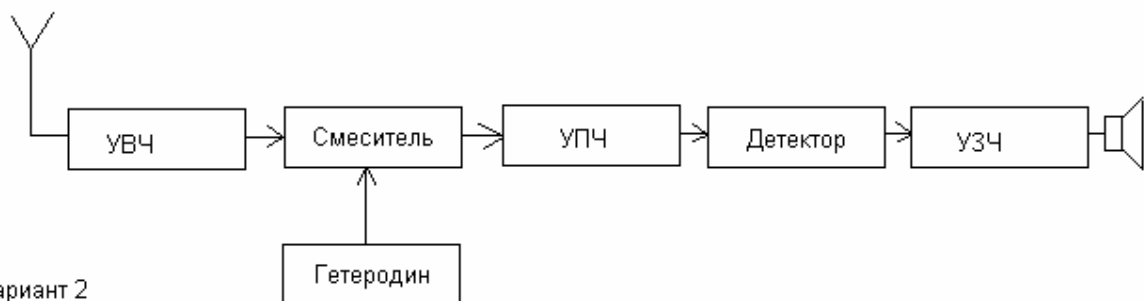 УВЧ
Смеситель
УПЧ
Детектор
УЗЧ
Гетеродин
ариант 2